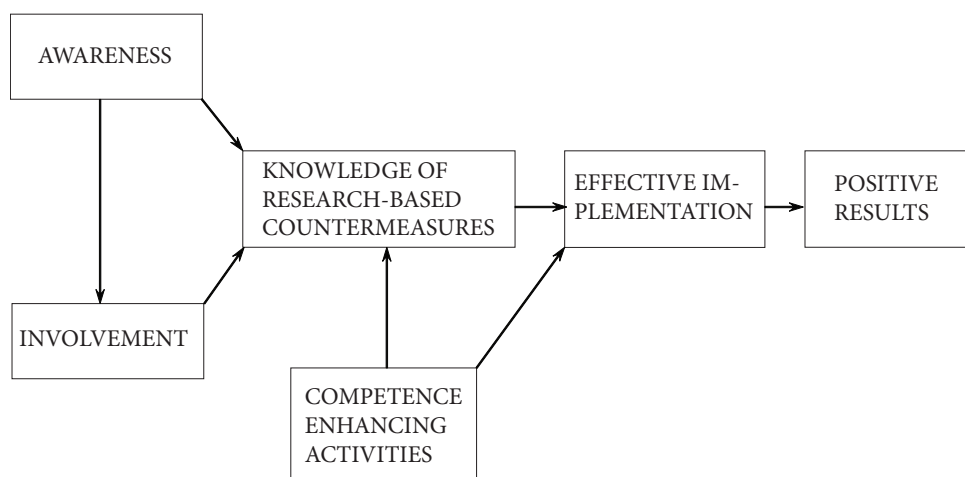 AWARENESS
KNOWLEDGE OF
RESEARCH-BASED
COUNTERMEASURES
EFFECTIVE IM-
PLEMENTATION
POSITIVE
RESULTS
INVOLVEMENT
COMPETENCE
ENHANCING
ACTIVITIES